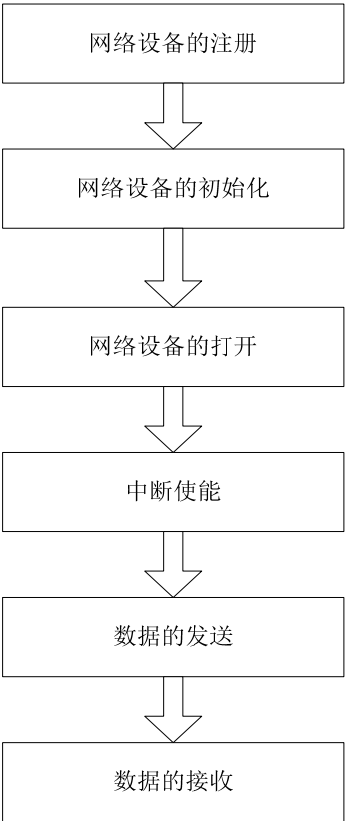 网络设备的注册
网络设备的初始化
网络设备的打开
中断使能
数据的发送
数据的接收